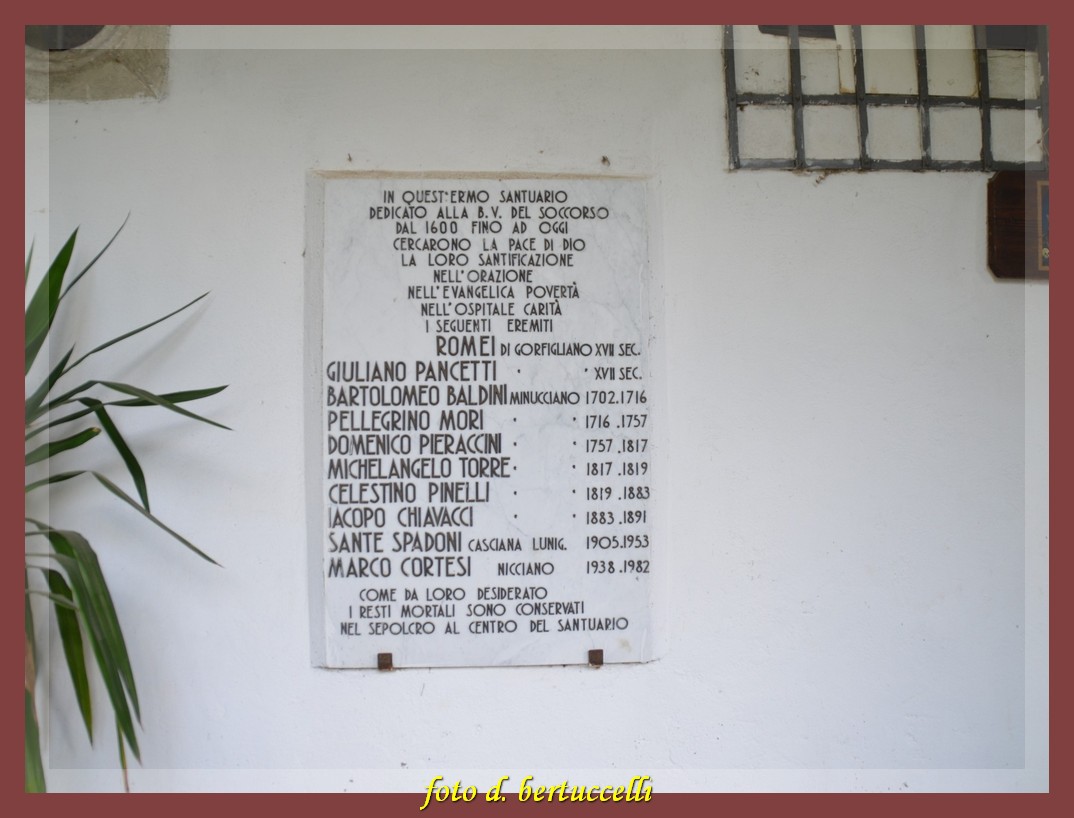 IN QUEST'ERMO SANTUARIO
DEDICATO ALLA B.V. DEL SOCCORSO
DAL 1600 FINO AD OGGI
CERCARONO LA PACE DI DIO
LA LORO SANTIFICAZIONE
NELL'ORAZIONE
NELL'EVANGELICA POVERTÀ
NELL'OSPITALE CARITÀ
I SEGUENTI EREMITI
ROMEI DI GORFIGLIANO XVII SEC.
GIULIANO PANCETTI " " XVII SEC.
BARTOLOMEO BALDINI MINUCCIANO 1702.1716
PELLEGRINO MORI " " 1716.1757
DOMENICO PIERACCINI " " 1757.1817
MICHELANGELO TORRE " " 1817.1819
CELESTINO PINELLI " " 1819.1883
IACOPO CHIAVACCI " " 1883.1891
SANTE SPADONI CASCIANA LUNIG. 1905.1953
MARCO CORTESI NICCIANO 1938.1982
COME DA LORO DESIDERATO
I RESTI MORTALI SONO CONSERVATI
NEL SEPOLCRO AL CENTRO DEL SANTUARIO
foto d. bertuccelli